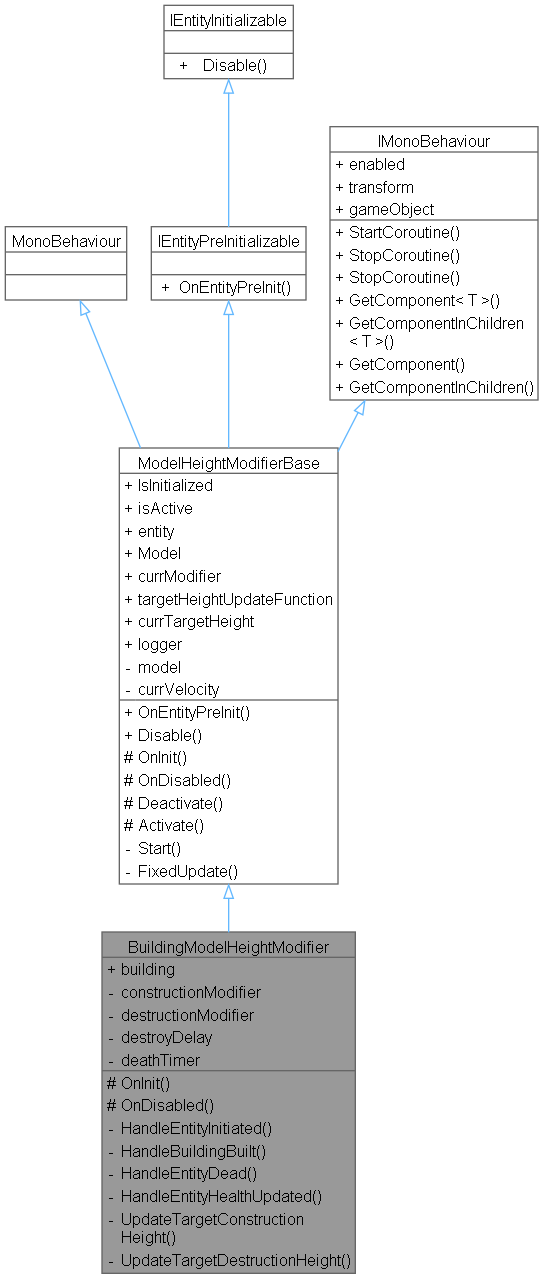 IEntityInitializable
+ Disable()
IMonoBehaviour
+ enabled
+ transform
+ gameObject
+ StartCoroutine()
+ StopCoroutine()
+ StopCoroutine()
+ GetComponent< T >()
+ GetComponentInChildren
< T >()
+ GetComponent()
+ GetComponentInChildren()
MonoBehaviour
IEntityPreInitializable
+ OnEntityPreInit()
ModelHeightModifierBase
+ IsInitialized
+ isActive
+ entity
+ Model
+ currModifier
+ targetHeightUpdateFunction
+ currTargetHeight
+ logger
- model
- currVelocity
+ OnEntityPreInit()
+ Disable()
# OnInit()
# OnDisabled()
# Deactivate()
# Activate()
- Start()
- FixedUpdate()
BuildingModelHeightModifier
+ building
- constructionModifier
- destructionModifier
- destroyDelay
- deathTimer
# OnInit()
# OnDisabled()
- HandleEntityInitiated()
- HandleBuildingBuilt()
- HandleEntityDead()
- HandleEntityHealthUpdated()
- UpdateTargetConstruction
Height()
- UpdateTargetDestructionHeight()